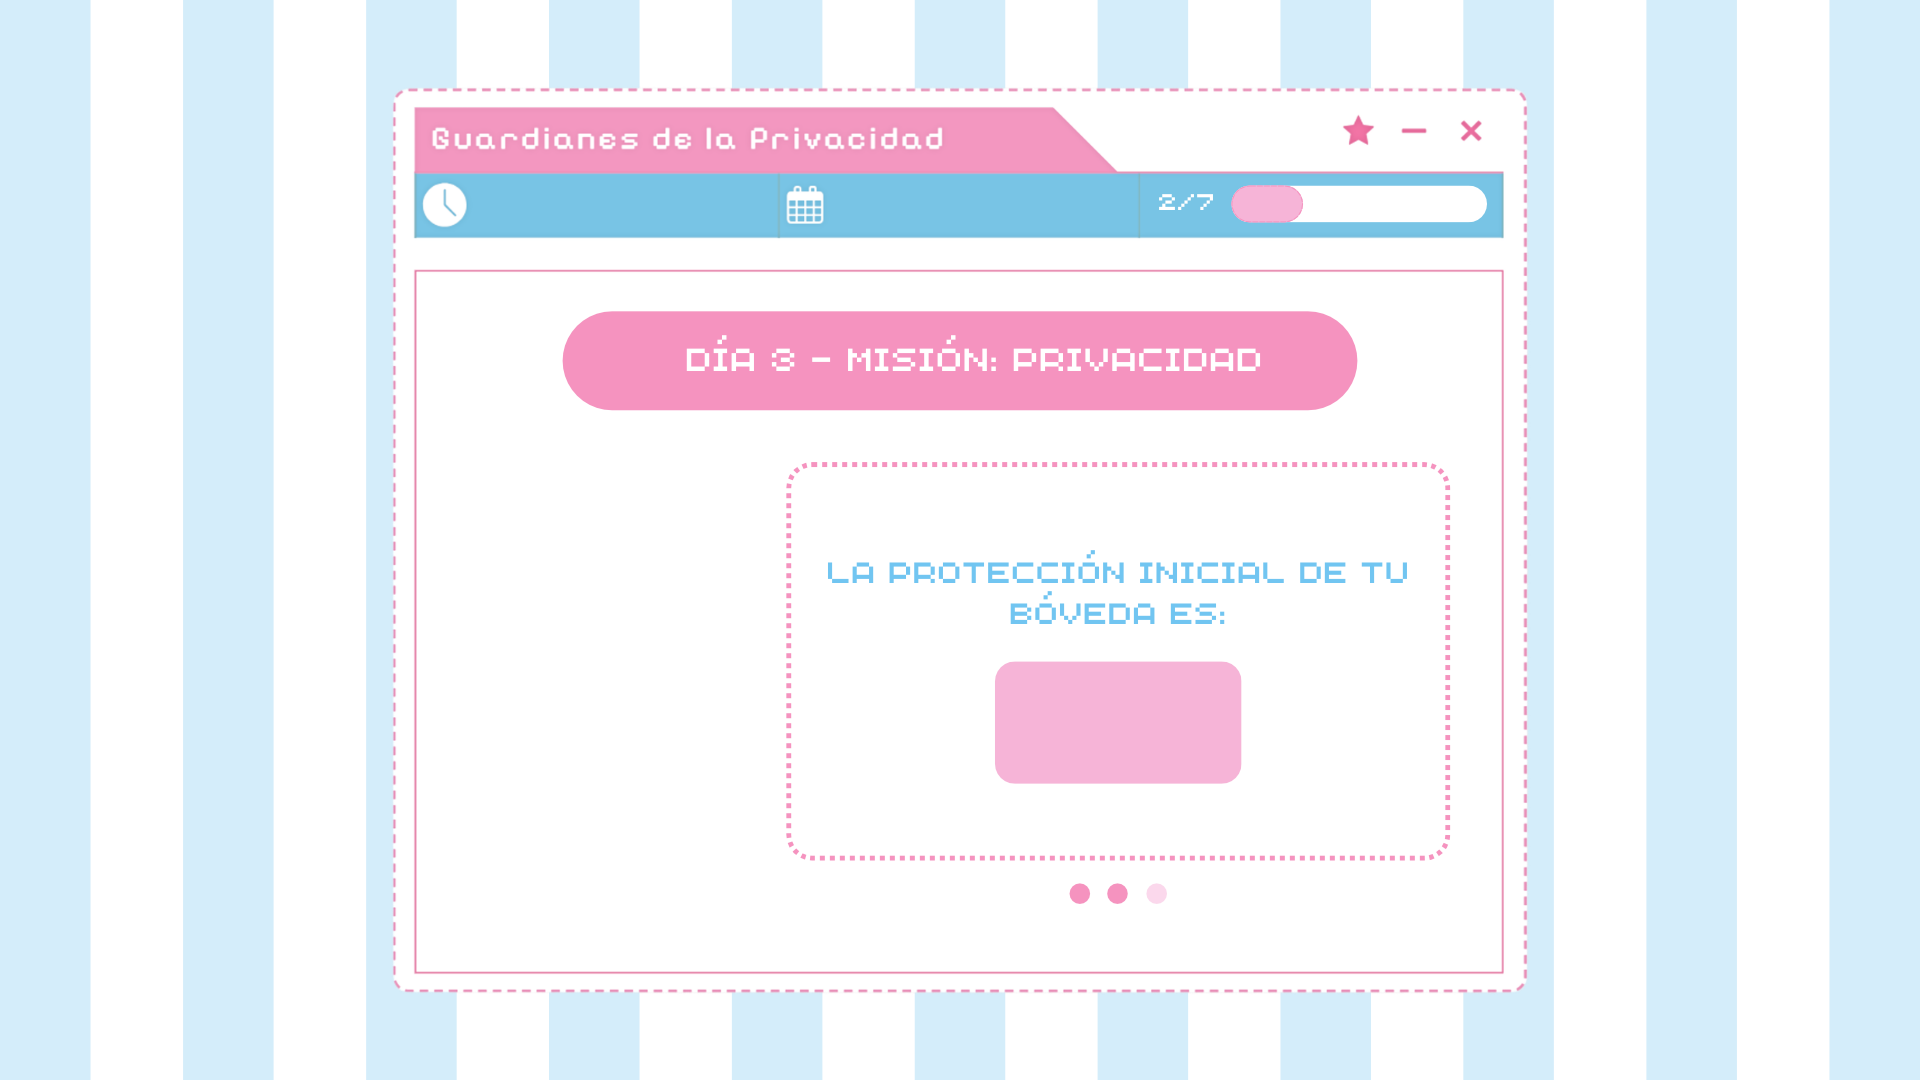 Guardianes de la Privacidad
2/7
DÍA 3 - MISIÓN: PRIVACIDAD
LA PROTECCIÓN INICIAL DE TU
BÓVEDA ES: